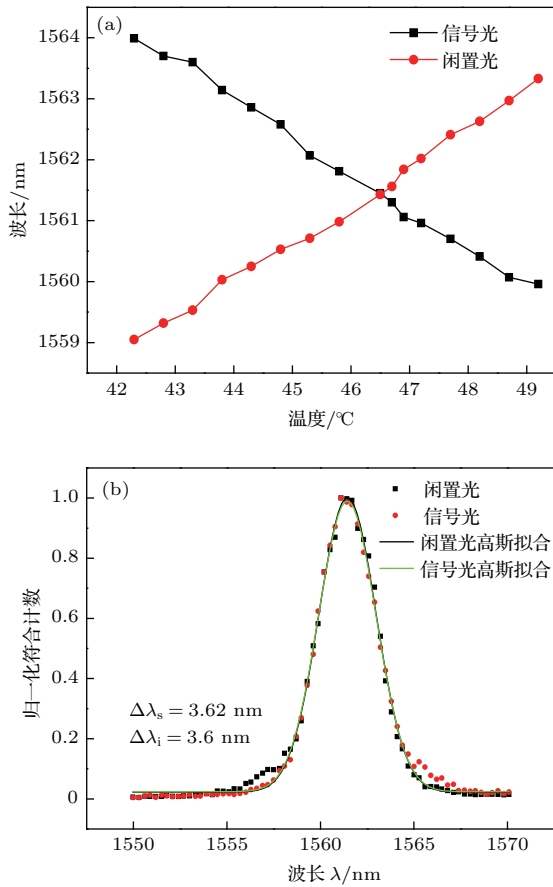 (a)
信号光
闲置光
波长/nm
1564
1563
1562
1561
1560
1559
42 43 44 45 46 47 48 49
温度/℃
(b)
闲置光
信号光
闲置光高斯拟合
信号光高斯拟合
归一化符合计数
1.0
0.8
0.6
0.4
0.2
0
Δλs = 3.62 nm
Δλi = 3.6 nm
1550 1555 1560 1565 1570
波长 λ/nm